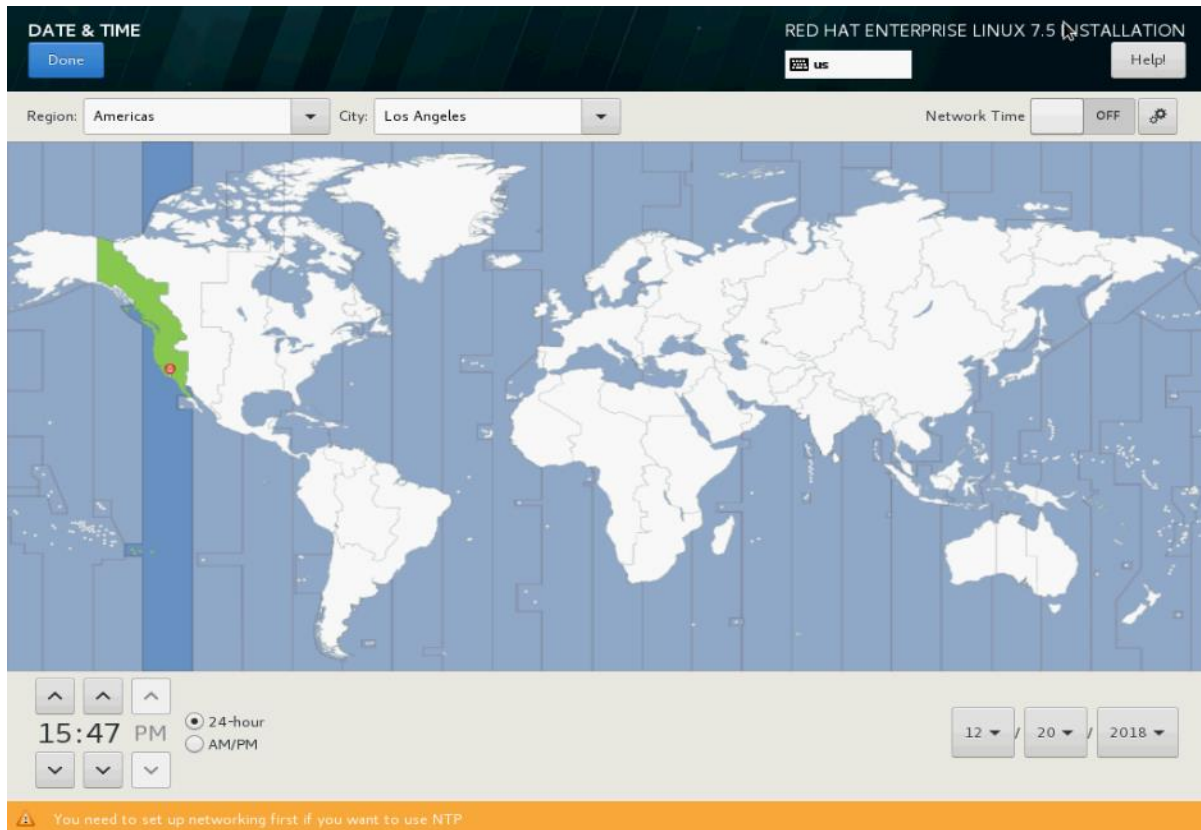 DATE & TIME
RED HAT ENTERPRISE LINUX 7.5 INSTALLATION
Done
us
Help!
Region: Americas City: Los Angeles Network Time OFF
15:47 PM
24-hour
AM/PM
12 / 20 / 2018
You need to set up networking first if you want to use NTP